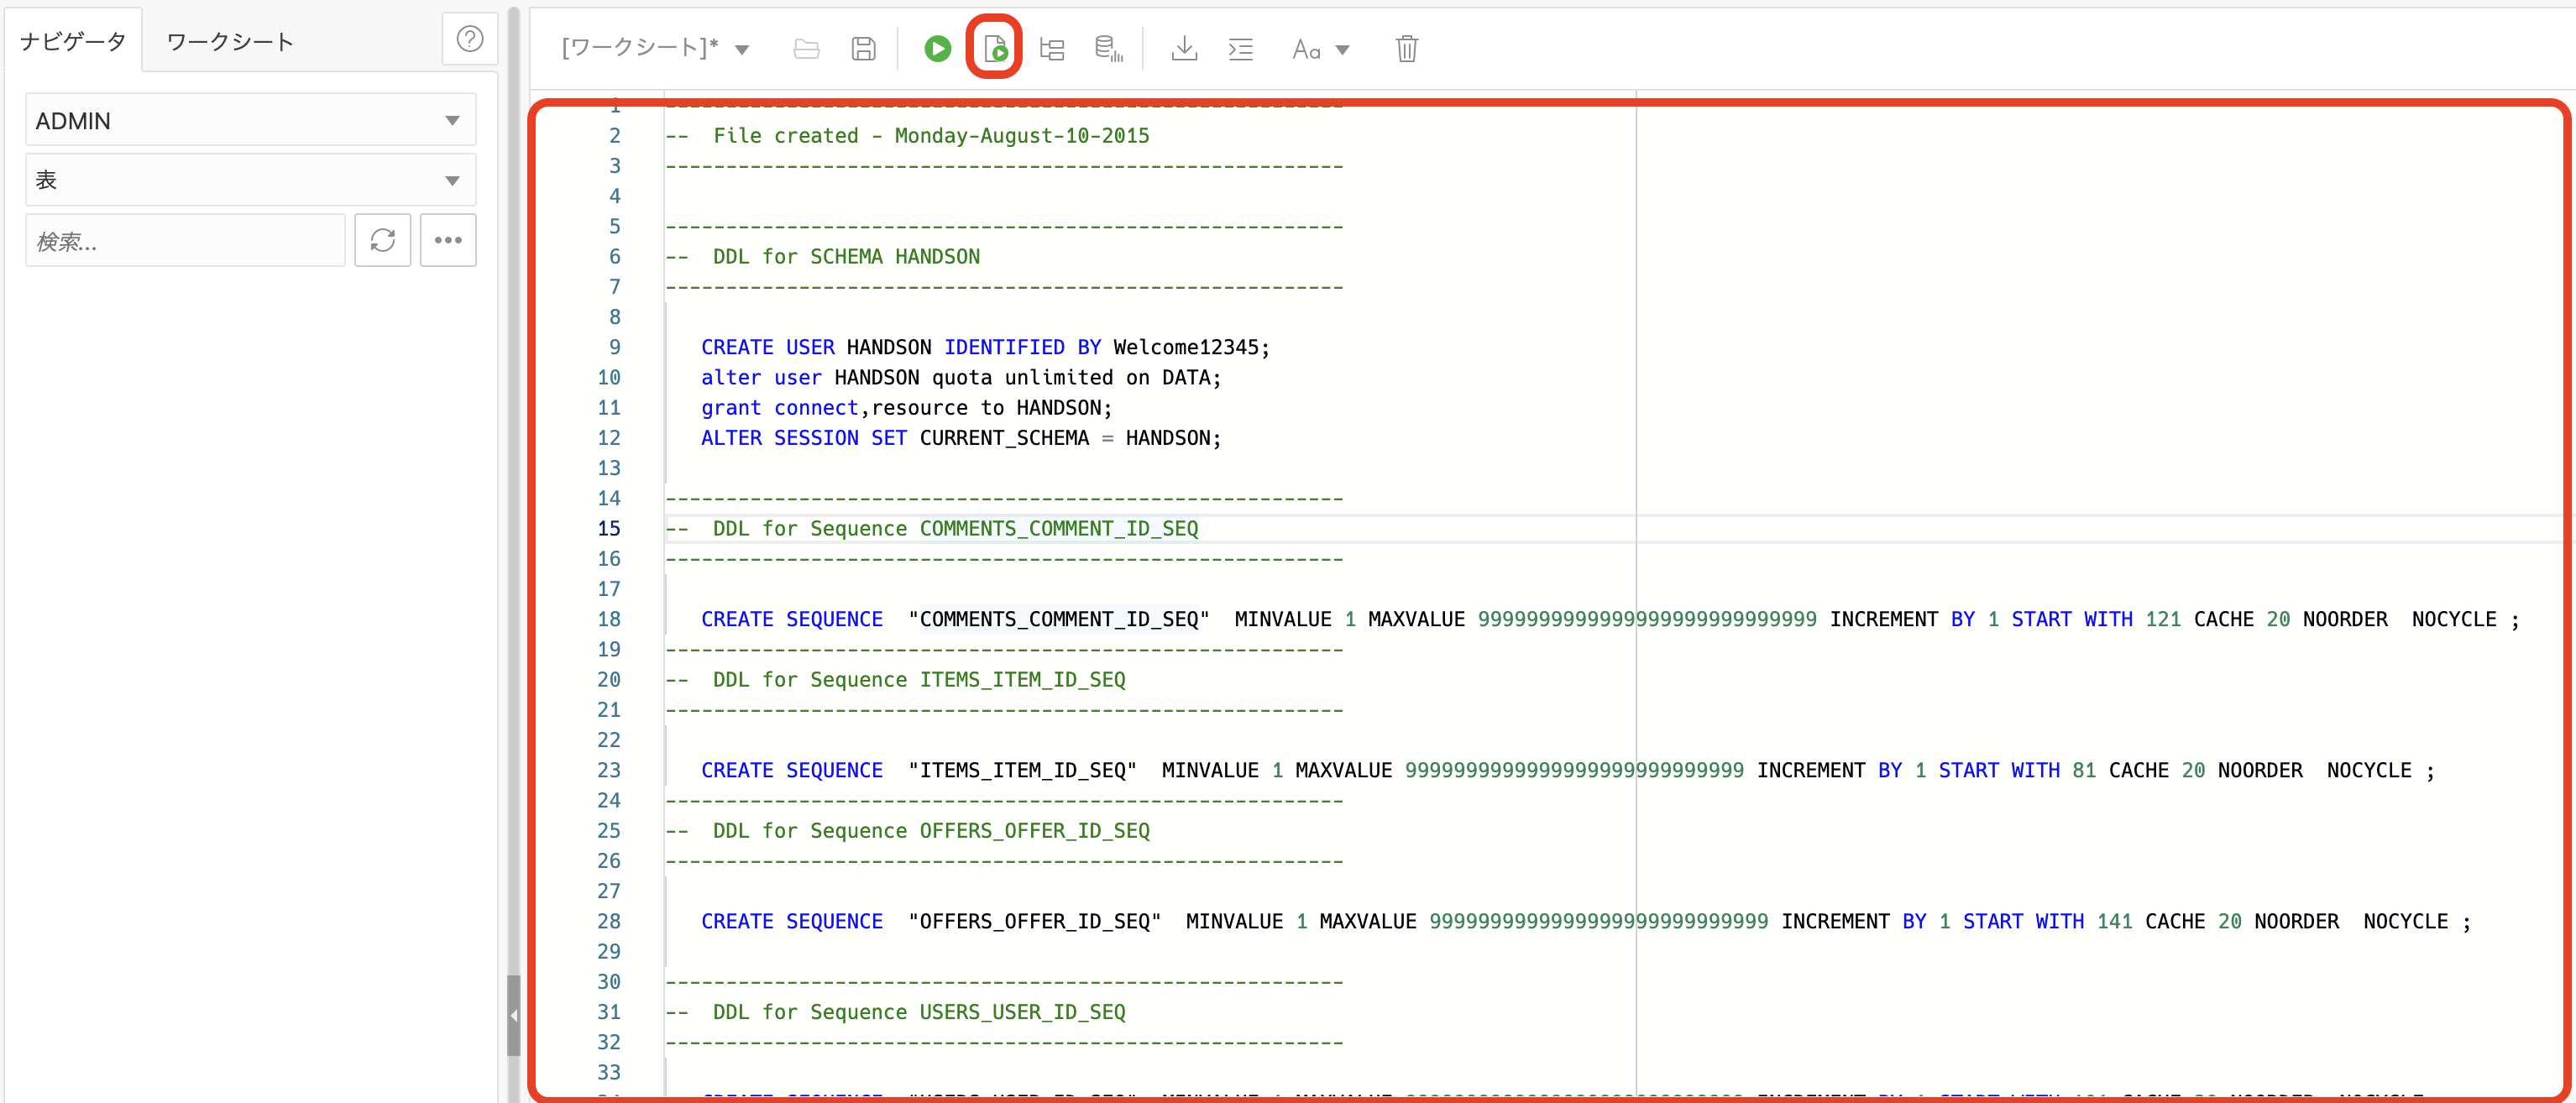 ナビゲータ
ワークシート
ADMIN
表
検索...
[ワークシート]*
Aa
1 --------------------------------------------------------
2 --  File created - Monday-August-10-2015
3 --------------------------------------------------------
4
5 --------------------------------------------------------
6 --  DDL for SCHEMA HANDSON
7 --------------------------------------------------------
8
9 CREATE USER HANDSON IDENTIFIED BY Welcome12345;
10 alter user HANDSON quota unlimited on DATA;
11 grant connect,resource to HANDSON;
12 ALTER SESSION SET CURRENT_SCHEMA = HANDSON;
13
14 --------------------------------------------------------
15 --  DDL for Sequence COMMENTS_COMMENT_ID_SEQ
16 --------------------------------------------------------
17
18 CREATE SEQUENCE  "COMMENTS_COMMENT_ID_SEQ"  MINVALUE 1 MAXVALUE 9999999999999999999999999999 INCREMENT BY 1 START WITH 121 CACHE 20 NOORDER  NOCYCLE ;
19 --------------------------------------------------------
20 --  DDL for Sequence ITEMS_ITEM_ID_SEQ
21 --------------------------------------------------------
22
23 CREATE SEQUENCE  "ITEMS_ITEM_ID_SEQ"  MINVALUE 1 MAXVALUE 9999999999999999999999999999 INCREMENT BY 1 START WITH 81 CACHE 20 NOORDER  NOCYCLE ;
24 --------------------------------------------------------
25 --  DDL for Sequence OFFERS_OFFER_ID_SEQ
26 --------------------------------------------------------
27
28 CREATE SEQUENCE  "OFFERS_OFFER_ID_SEQ"  MINVALUE 1 MAXVALUE 9999999999999999999999999999 INCREMENT BY 1 START WITH 141 CACHE 20 NOORDER  NOCYCLE ;
29
30 --------------------------------------------------------
31 --  DDL for Sequence USERS_USER_ID_SEQ
32 --------------------------------------------------------
33